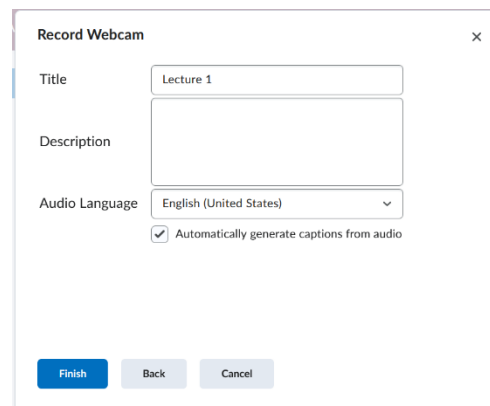 Record Webcam
Title
Lecture 1
Description
Audio Language
English (United States)
Automatically generate captions from audio
Finish
Back
Cancel